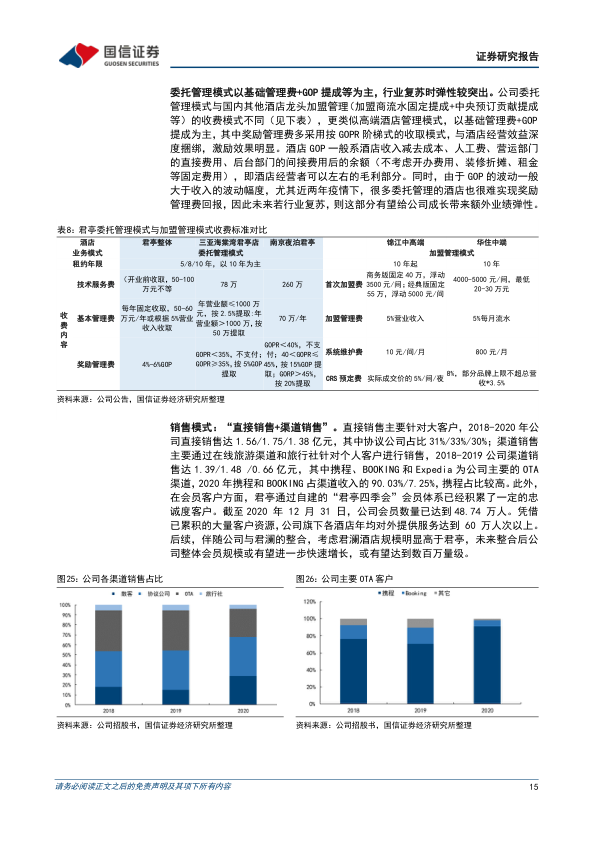 国信证券
GUOSEN SECURITIES
证券研究报告
委托管理模式以基础管理费+GOP 提成等为主，行业复苏时弹性较突出。公司委托
管理模式与国内其他酒店龙头加盟管理（加盟商流水固定提成+中央预订贡献提成
等）的收费模式不同（见下表），更类似高端酒店管理模式，以基础管理费+GOP
提成为主，其中奖励管理费多采用按 GOPR 阶梯式的收取模式，与酒店经营效益深
度捆绑，激励效果明显。酒店 GOP 一般系酒店收入减去成本、人工费、营运部门
的直接费用、后台部门的间接费用后的余额（不考虑开办费用、装修折摊、租金
等固定费用），即酒店经营者可以左右的毛利部分。同时，由于 GOP 的波动一般
大于收入的波动幅度，尤其近两年疫情下，很多委托管理的酒店也很难实现奖励
管理费回报，因此未来若行业复苏，则这部分有望给公司成长带来额外业绩弹性。
表8：君亭委托管理模式与加盟管理模式收费标准对比
酒店 君亭整体 三亚海棠湾君亭店 南京夜泊君亭 锦江中高端 华住中端
业务模式 委托管理模式 加盟管理模式
租约年限 5/8/10 年，以 10 年为主 10 年起 10 年
收费内容
技术服务费 （开业前收取，50-100 万元不等 78 万 260 万 首次加盟费 商务版固定 40 万，浮动 3500 元/间；经典版固定 55 万，浮动 5000 元/间 4000-5000 元/间，最低 20-30 万元
基本管理费 每年固定收取，50-60 万元/年或根据 5%营业收入收取 年营业额≤1000 万元，按 2.5%提取；年营业额＞1000 万，按 50 万提取 70 万/年 加盟管理费 5%营业收入 5%每月流水
系统维护费 10 元/间/月 800 元/月
奖励管理费 4%-6%GOP GOPR＜35%，不支付；GOPR≥35%，按 5%GOP 提取 GOPR＜40%，不支付；40＜GOPR≤45%，按 15%GOP 提取；GORP＞45%，按 20%提取
CRS 预定费 实际成交价的 5%/间/夜 8%，部分品牌上限不超总营收*3.5%
资料来源：公司公告，国信证券经济研究所整理
销售模式：“直接销售+渠道销售”。直接销售主要针对大客户，2018-2020 年公
司直接销售达 1.56/1.75/1.38 亿元，其中协议公司占比 31%/33%/30%；渠道销售
主要通过在线旅游渠道和旅行社针对个人客户进行销售，2018-2019 公司渠道销
售达 1.39/1.48 /0.66 亿元，其中携程、BOOKING 和 Expedia 为公司主要的 OTA
渠道，2020 年携程和 BOOKING 占渠道收入的 90.03%/7.25%，携程占比较高。此外，
在会员客户方面，君亭通过自建的“君亭四季会”会员体系已经积累了一定的忠
诚度客户。截至 2020 年 12 月 31 日，公司会员数量已达到 48.74 万人。凭借
已累积的大量客户资源，公司旗下各酒店年均对外提供服务达到 60 万人次以上。
后续，伴随公司与君澜的整合，考虑君澜酒店规模明显高于君亭，未来整合后公
司整体会员规模或有望进一步快速增长，或有望达到数百万量级。
图25：公司各渠道销售占比
散客 协议公司 OTA 旅行社
100%
90%
80%
70%
60%
50%
40%
30%
20%
10%
0%
2018 2019 2020
资料来源：公司招股书，国信证券经济研究所整理
图26：公司主要 OTA 客户
携程 Booking 其它
120%
100%
80%
60%
40%
20%
0%
2018 2019 2020
资料来源：公司招股书，国信证券经济研究所整理
请务必阅读正文之后的免责声明及其项下所有内容
15